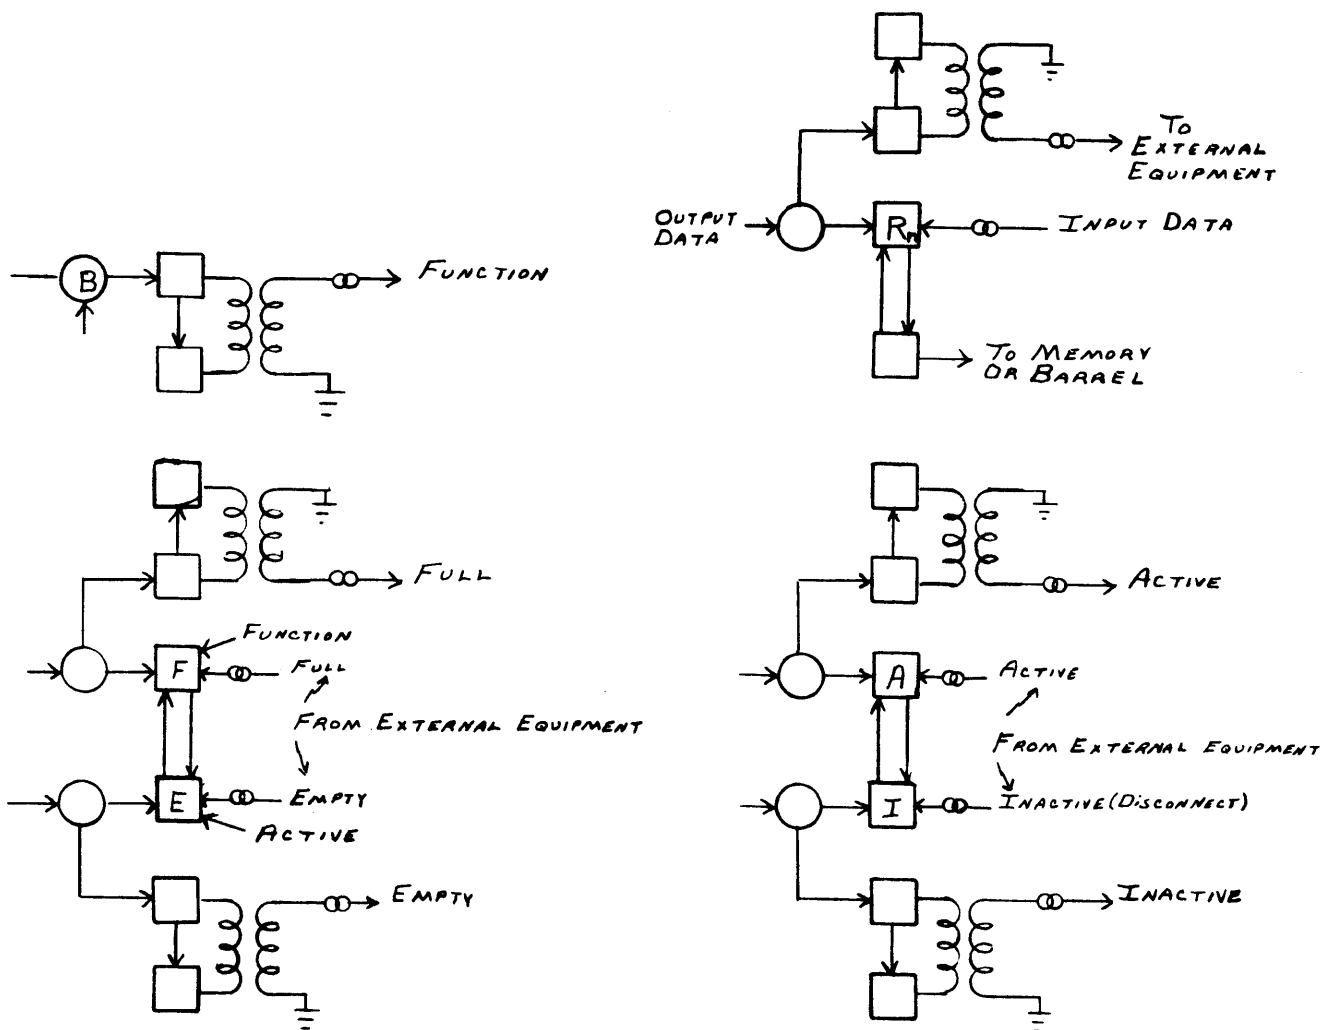 TO
EXTERNAL
EQUIPMENT
OUTPUT
DATA
Rn
INPUT DATA
TO MEMORY
OR BARREL
B
FUNCTION
FULL
FUNCTION
F
FULL
FROM EXTERNAL EQUIPMENT
E
EMPTY
ACTIVE
EMPTY
ACTIVE
A
ACTIVE
FROM EXTERNAL EQUIPMENT
I
INACTIVE (DISCONNECT)
INACTIVE